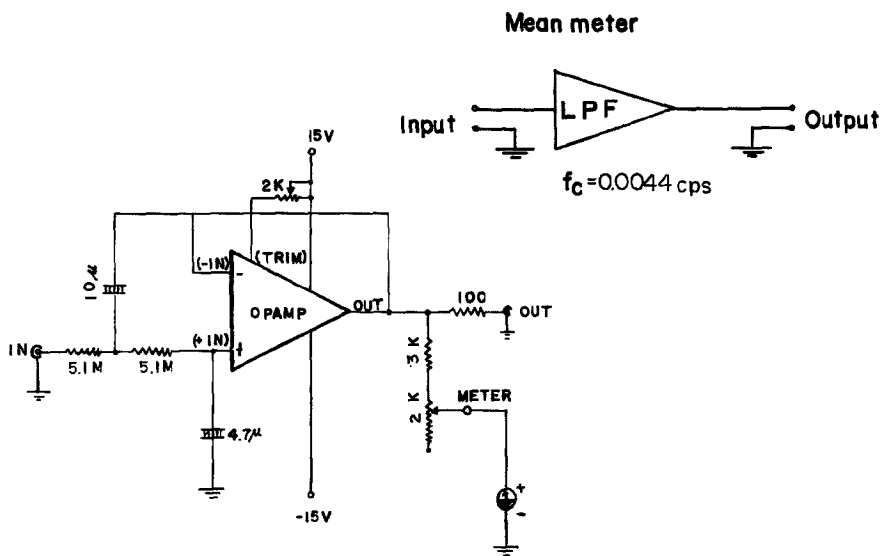 Mean meter
LPF
Input
Output
fc=0.0044 cps
15V
2K
(TRIM)
(-IN)
-
10μ
OPAMP
OUT
100
OUT
(+IN)
+
IN
5.1M
5.1M
3K
2K
METER
4.7μ
+
-
-15V